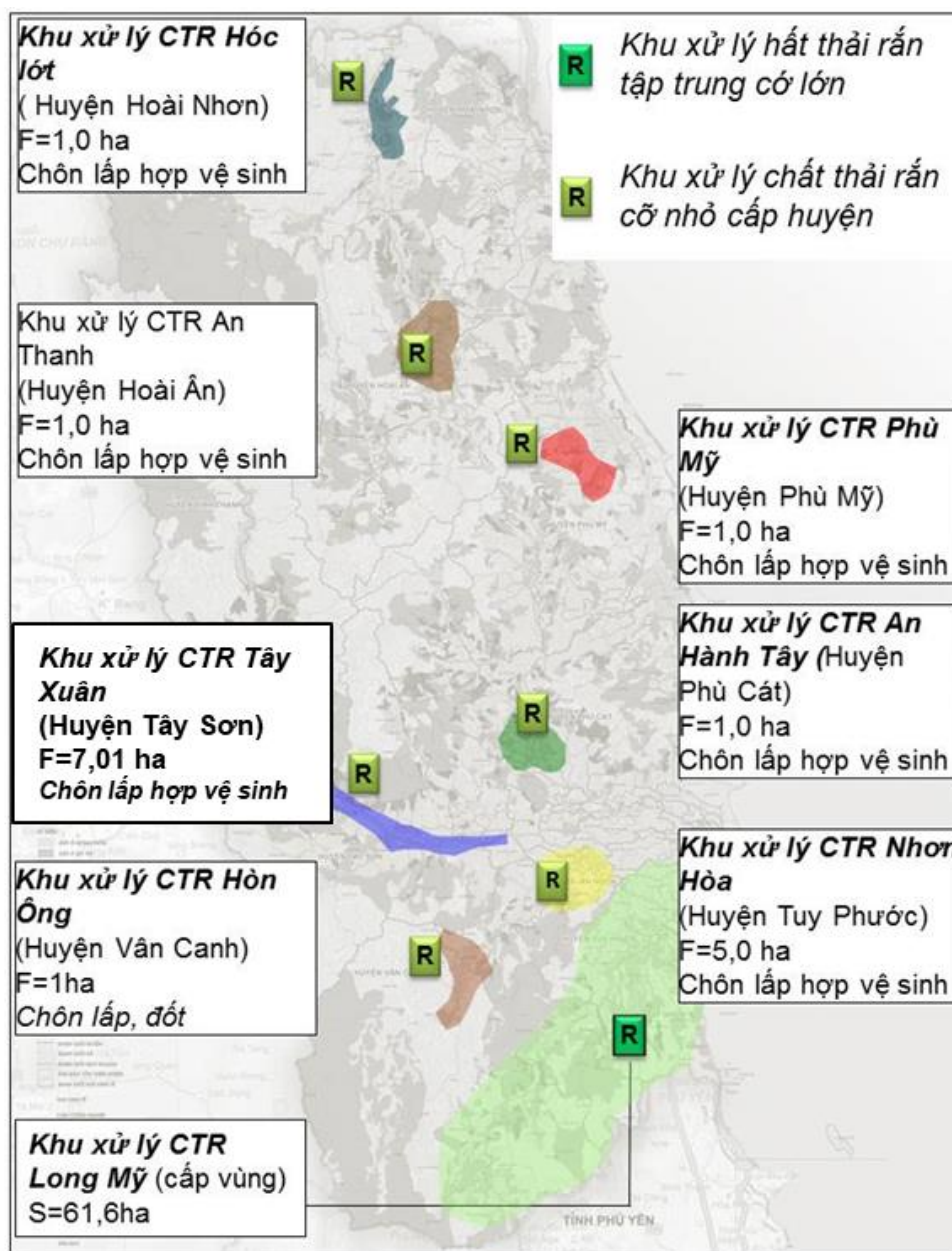 Khu xử lý CTR Hóc
lớt
( Huyện Hoài Nhơn)
F=1,0 ha
Chôn lấp hợp vệ sinh
R
R
Khu xử lý hất thải rắn
tập trung cớ lớn
R
Khu xử lý chất thải rắn
cỡ nhỏ cấp huyện
Khu xử lý CTR An
Thanh
(Huyện Hoài Ân)
F=1,0 ha
Chôn lấp hợp vệ sinh
R
R
Khu xử lý CTR Phù
Mỹ
(Huyện Phù Mỹ)
F=1,0 ha
Chôn lấp hợp vệ sinh
Khu xử lý CTR Tây
Xuân
(Huyện Tây Sơn)
F=7,01 ha
Chôn lấp hợp vệ sinh
R
R
Khu xử lý CTR An
Hành Tây (Huyện
Phù Cát)
F=1,0 ha
Chôn lấp hợp vệ sinh
Khu xử lý CTR Hòn
Ông
(Huyện Vân Canh)
F=1ha
Chôn lấp, đốt
R
R
Khu xử lý CTR Nhơn
Hòa
(Huyện Tuy Phước)
F=5,0 ha
Chôn lấp hợp vệ sinh
R
Khu xử lý CTR
Long Mỹ (cấp vùng)
S=61,6ha
TỈNH PHÚ YÊN